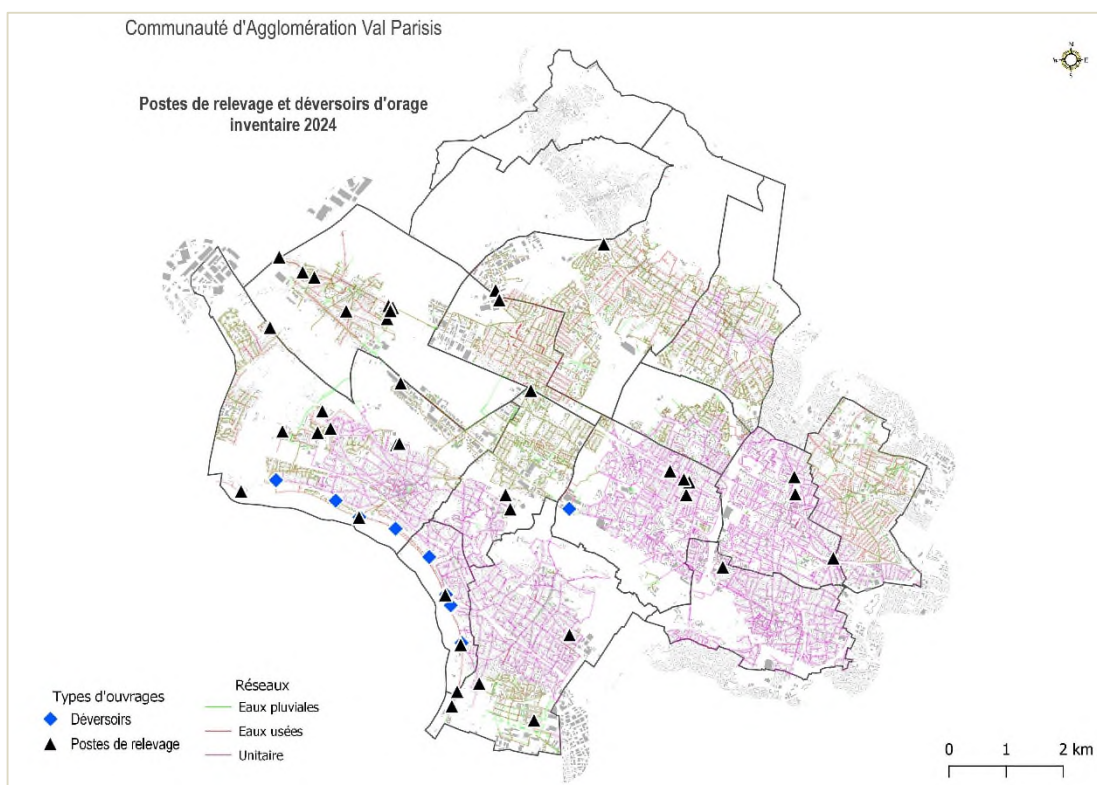 Communauté d'Agglomération Val Parisis
Postes de relevage et déversoirs d'orage
inventaire 2024
N
W
E
S
Types d'ouvrages
Déversoirs
Postes de relevage
Réseaux
Eaux pluviales
Eaux usées
Unitaire
0 1 2 km